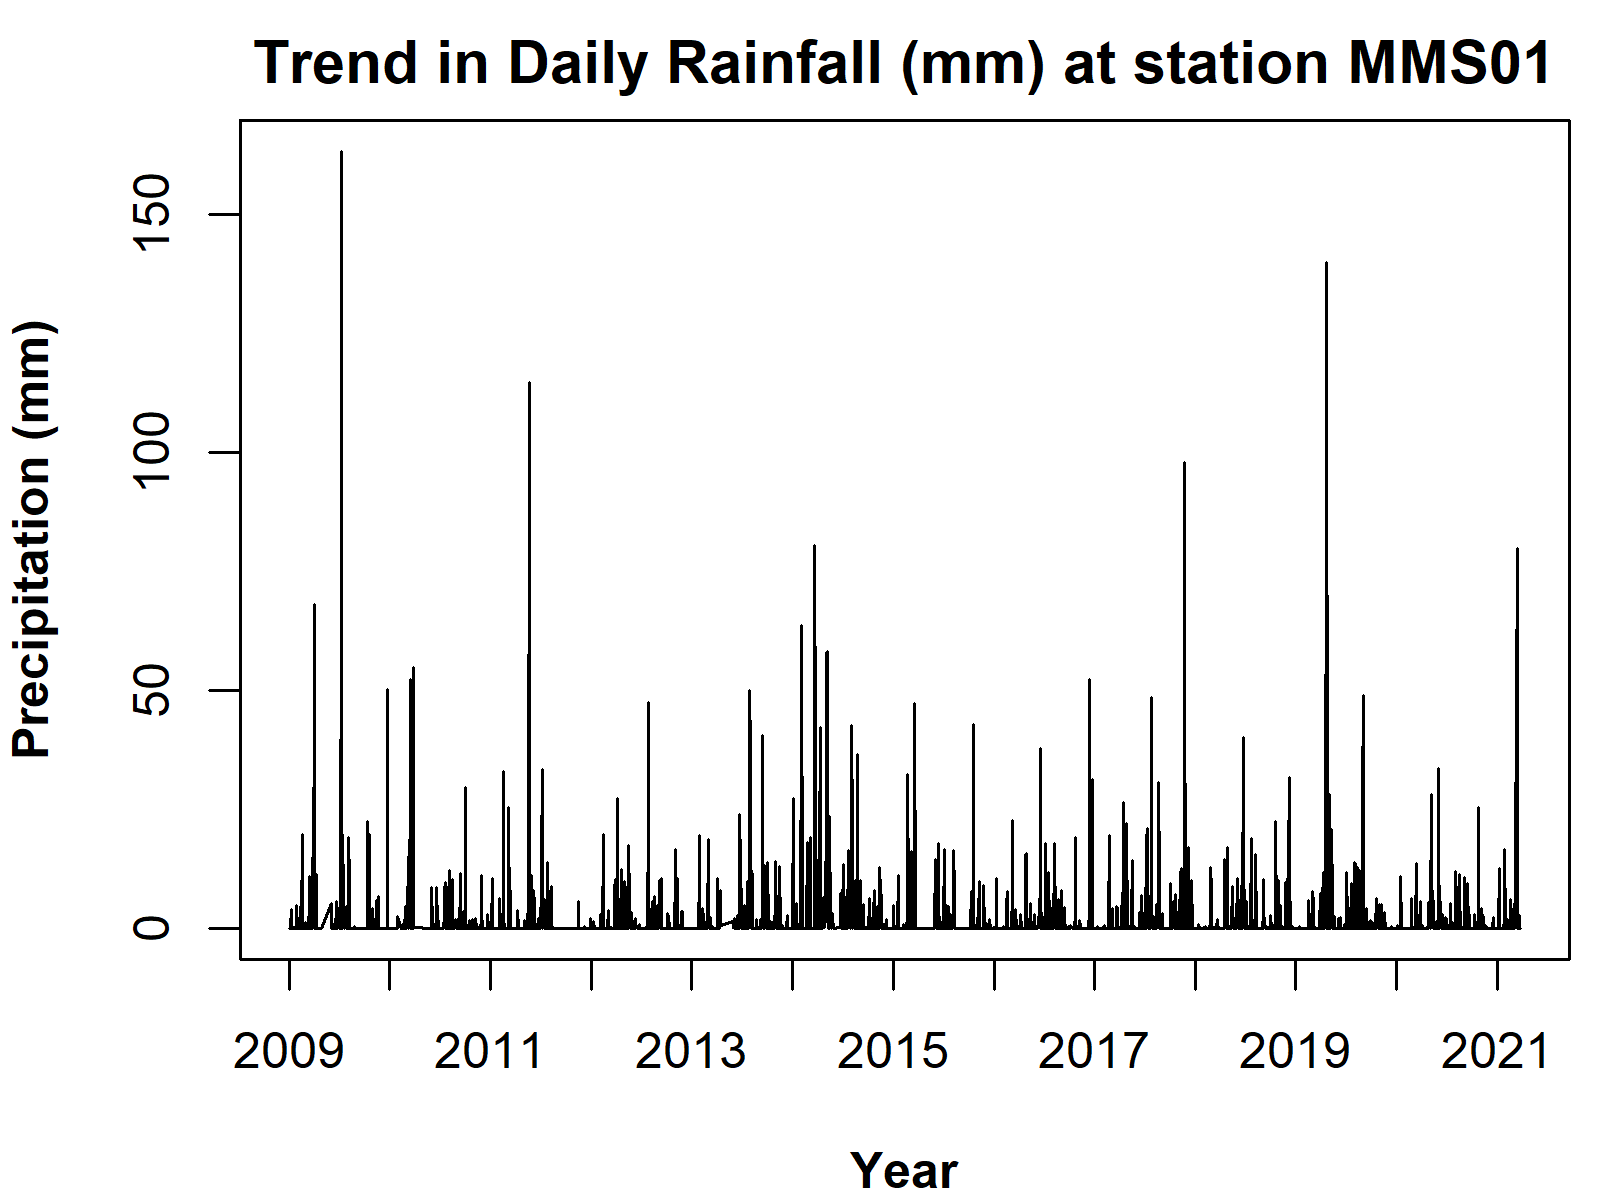 Trend in Daily Rainfall (mm) at station MMS01
Precipitation (mm)
150
100
50
0
2009 2011 2013 2015 2017 2019 2021
Year